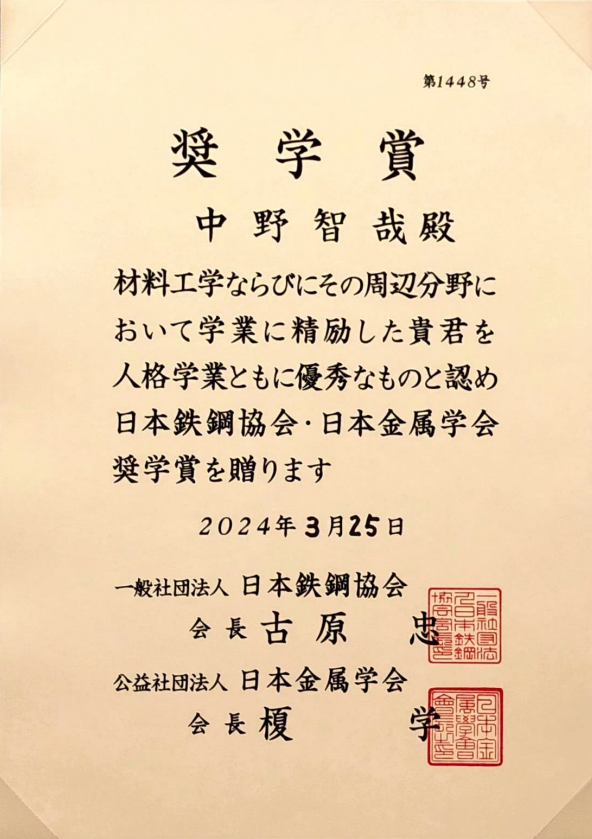 第1448号
奨学賞
中野智哉殿
材料工学ならびにその周辺分野に
おいて学業に精励した貴君を
人格学業ともに優秀なものと認め
日本鉄鋼協会・日本金属学会
奨学賞を贈ります
2024年3月25日
一般社団法人 日本鉄鋼協会
会長 古原 忠
公益社団法人 日本金属学会
会長 榎 学